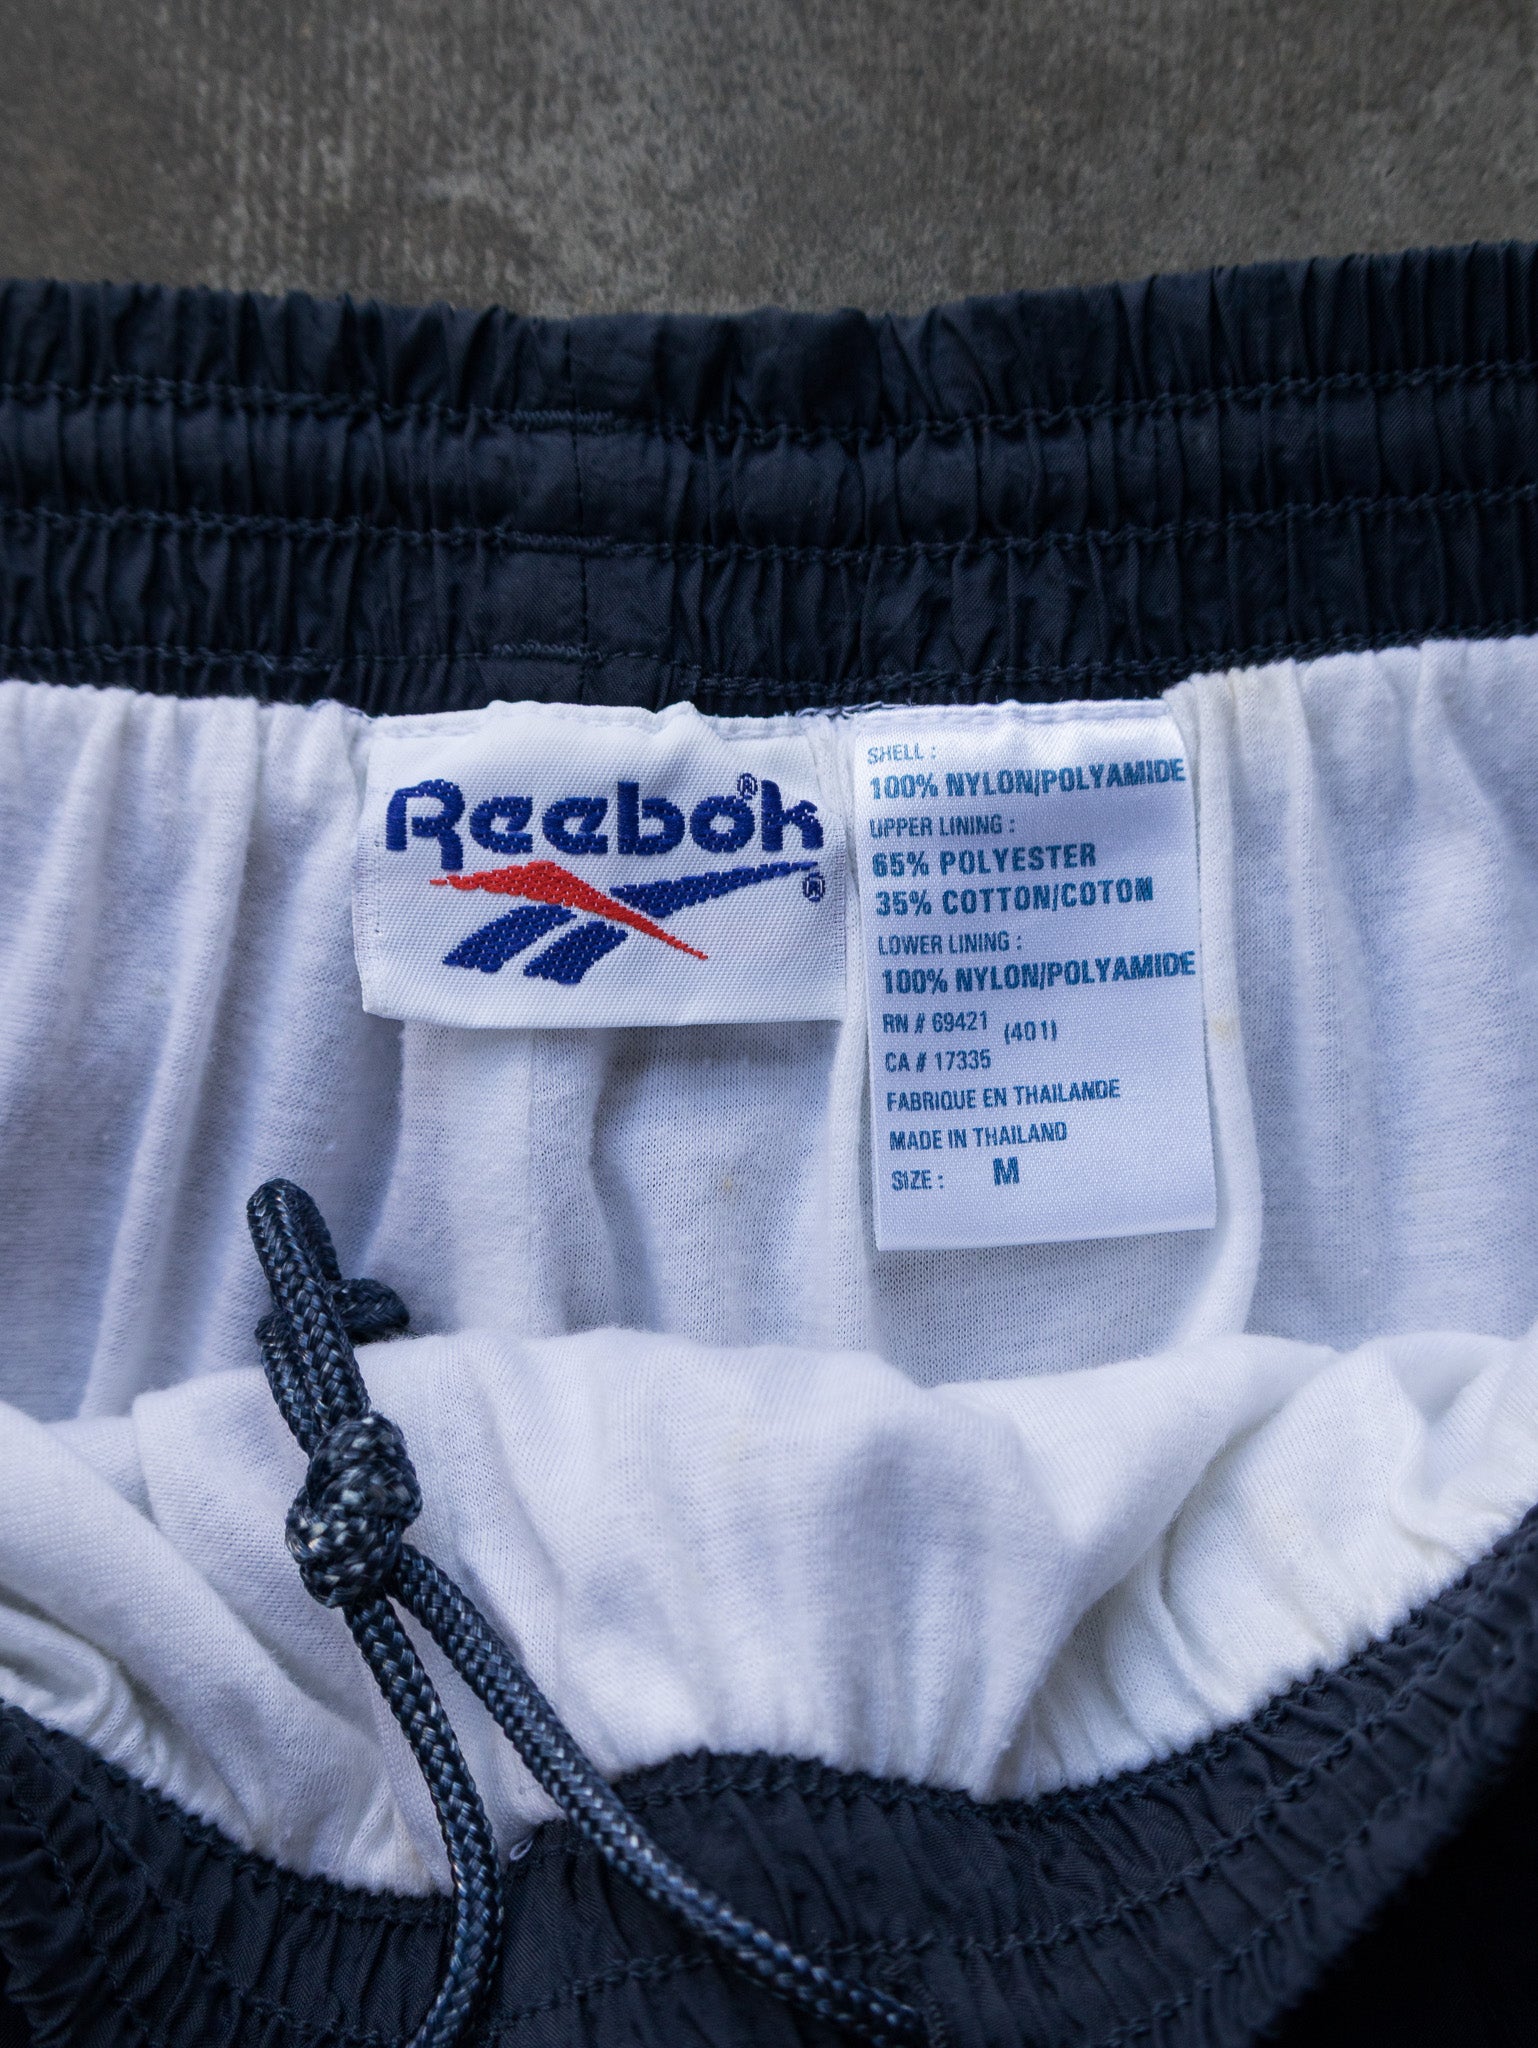 Reebok®
®
SHELL :
100% NYLON/POLYAMIDE
UPPER LINING :
65% POLYESTER
35% COTTON/COTON
LOWER LINING :
100% NYLON/POLYAMIDE
RN # 69421 (401)
CA # 17335
FABRIQUE EN THAILANDE
MADE IN THAILAND
SIZE : M